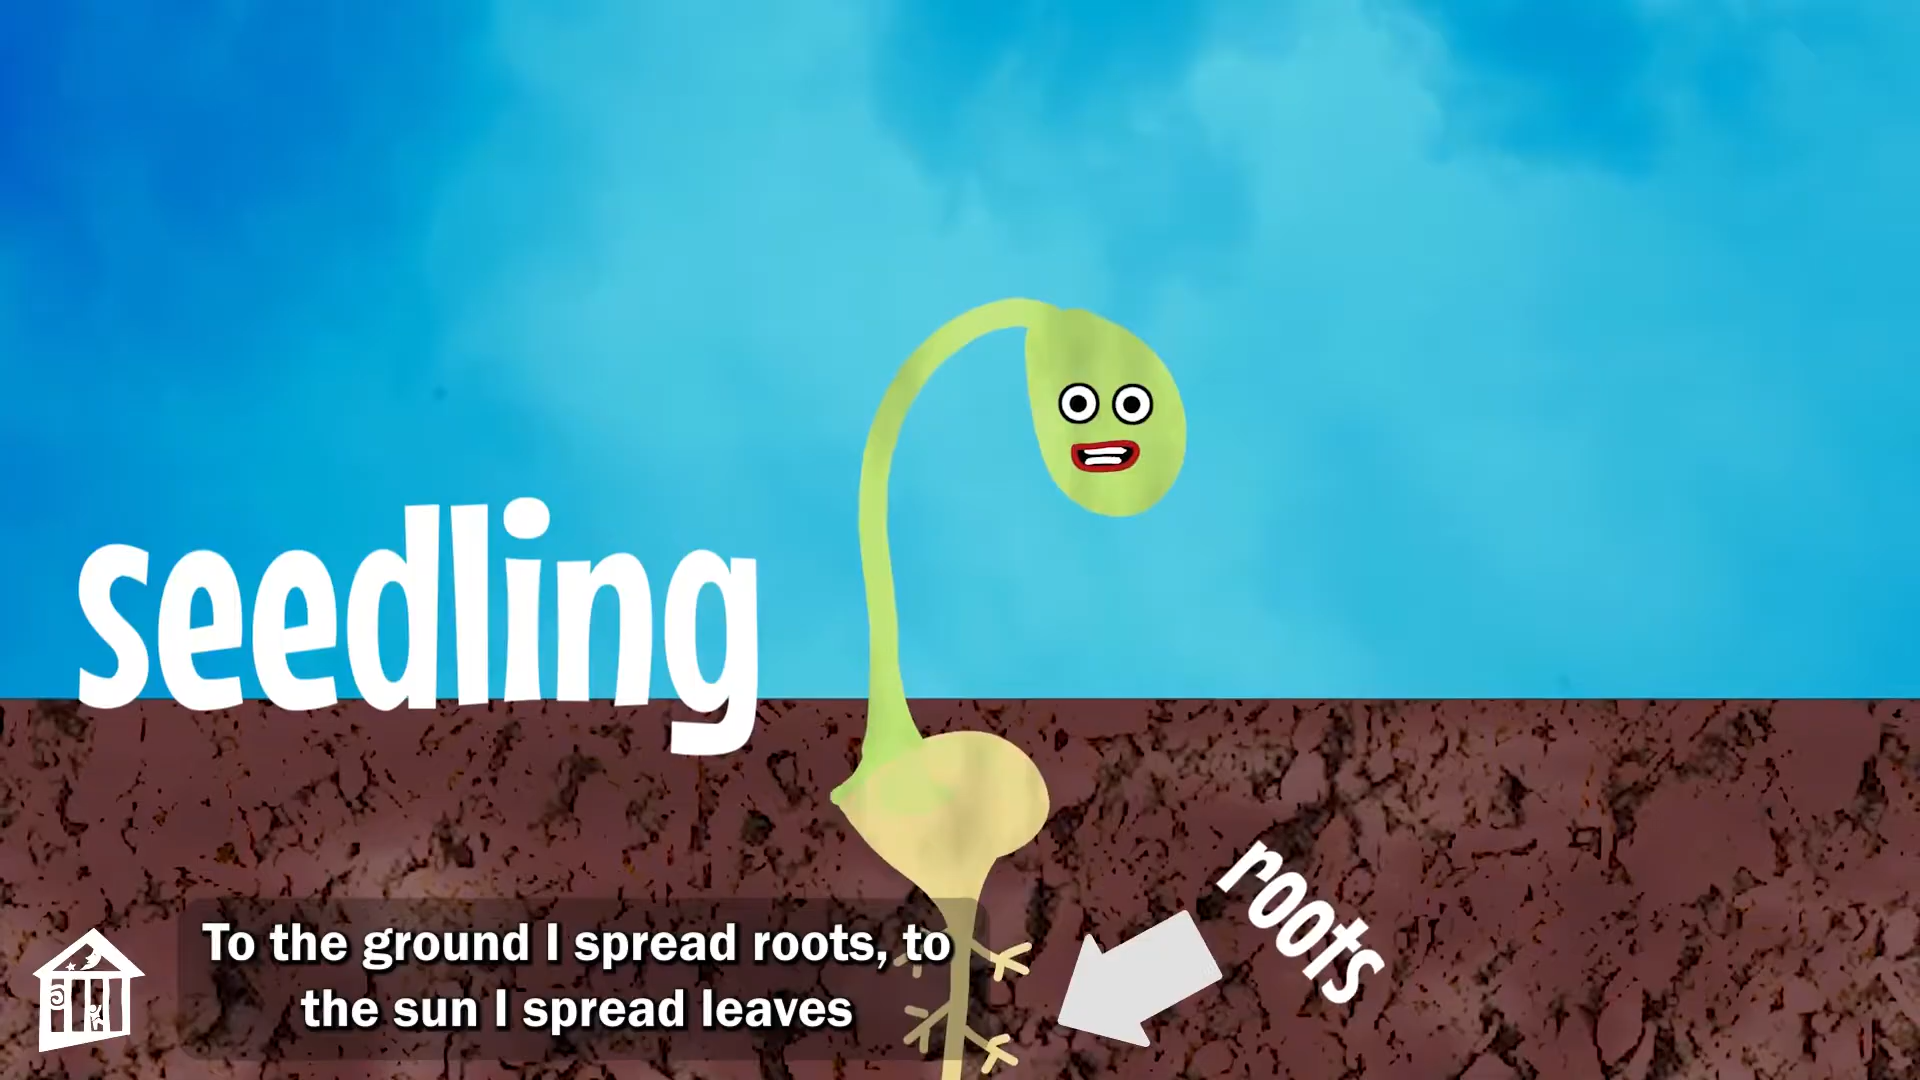 seedling
roots
To the ground I spread roots, to
the sun I spread leaves